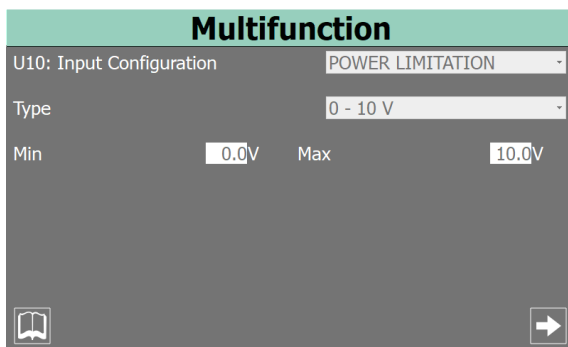 Multifunction
U10: Input Configuration POWER LIMITATION
Type 0 - 10 V
Min 0.0V Max 10.0V